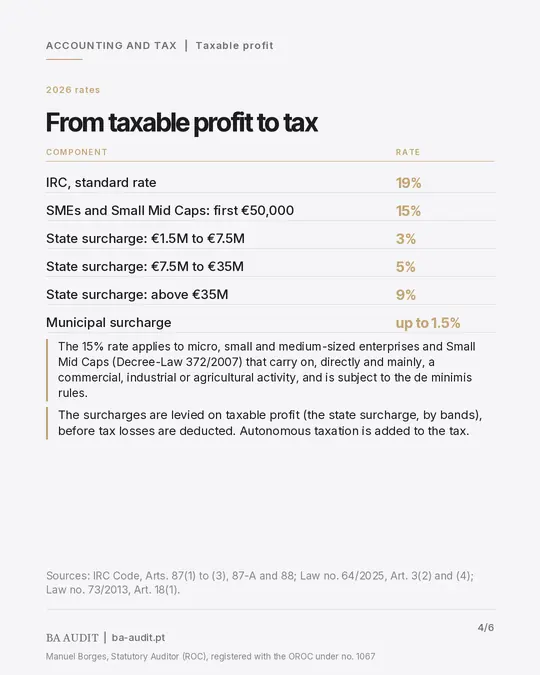 ACCOUNTING AND TAX | Taxable profit
2026 rates
From taxable profit to tax
COMPONENT RATE
IRC, standard rate 19%
SMEs and Small Mid Caps: first €50,000 15%
State surcharge: €1.5M to €7.5M 3%
State surcharge: €7.5M to €35M 5%
State surcharge: above €35M 9%
Municipal surcharge up to 1.5%
The 15% rate applies to micro, small and medium-sized enterprises and Small
Mid Caps (Decree-Law 372/2007) that carry on, directly and mainly, a
commercial, industrial or agricultural activity, and is subject to the de minimis
rules.
The surcharges are levied on taxable profit (the state surcharge, by bands),
before tax losses are deducted. Autonomous taxation is added to the tax.
Sources: IRC Code, Arts. 87(1) to (3), 87-A and 88; Law no. 64/2025, Art. 3(2) and (4);
Law no. 73/2013, Art. 18(1).
4/6
BA AUDIT | ba-audit.pt
Manuel Borges, Statutory Auditor (ROC), registered with the OROC under no. 1067